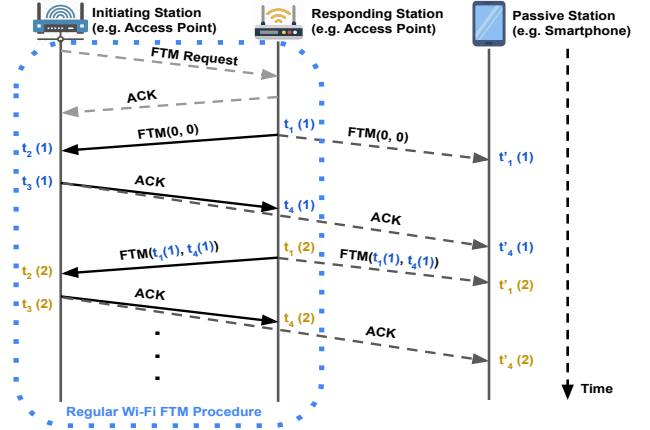 Initiating Station
(e.g. Access Point)
Responding Station
(e.g. Access Point)
Passive Station
(e.g. Smartphone)
FTM Request
ACK
FTM(0, 0)
t1 (1)
FTM(0, 0)
t2 (1)
t'1 (1)
t3 (1)
ACK
t4 (1)
ACK
t'4 (1)
FTM(t1(1), t4(1))
t1 (2)
FTM(t1(1), t4(1))
t2 (2)
t'1 (2)
t3 (2)
ACK
t4 (2)
ACK
t'4 (2)
Time
Regular Wi-Fi FTM Procedure